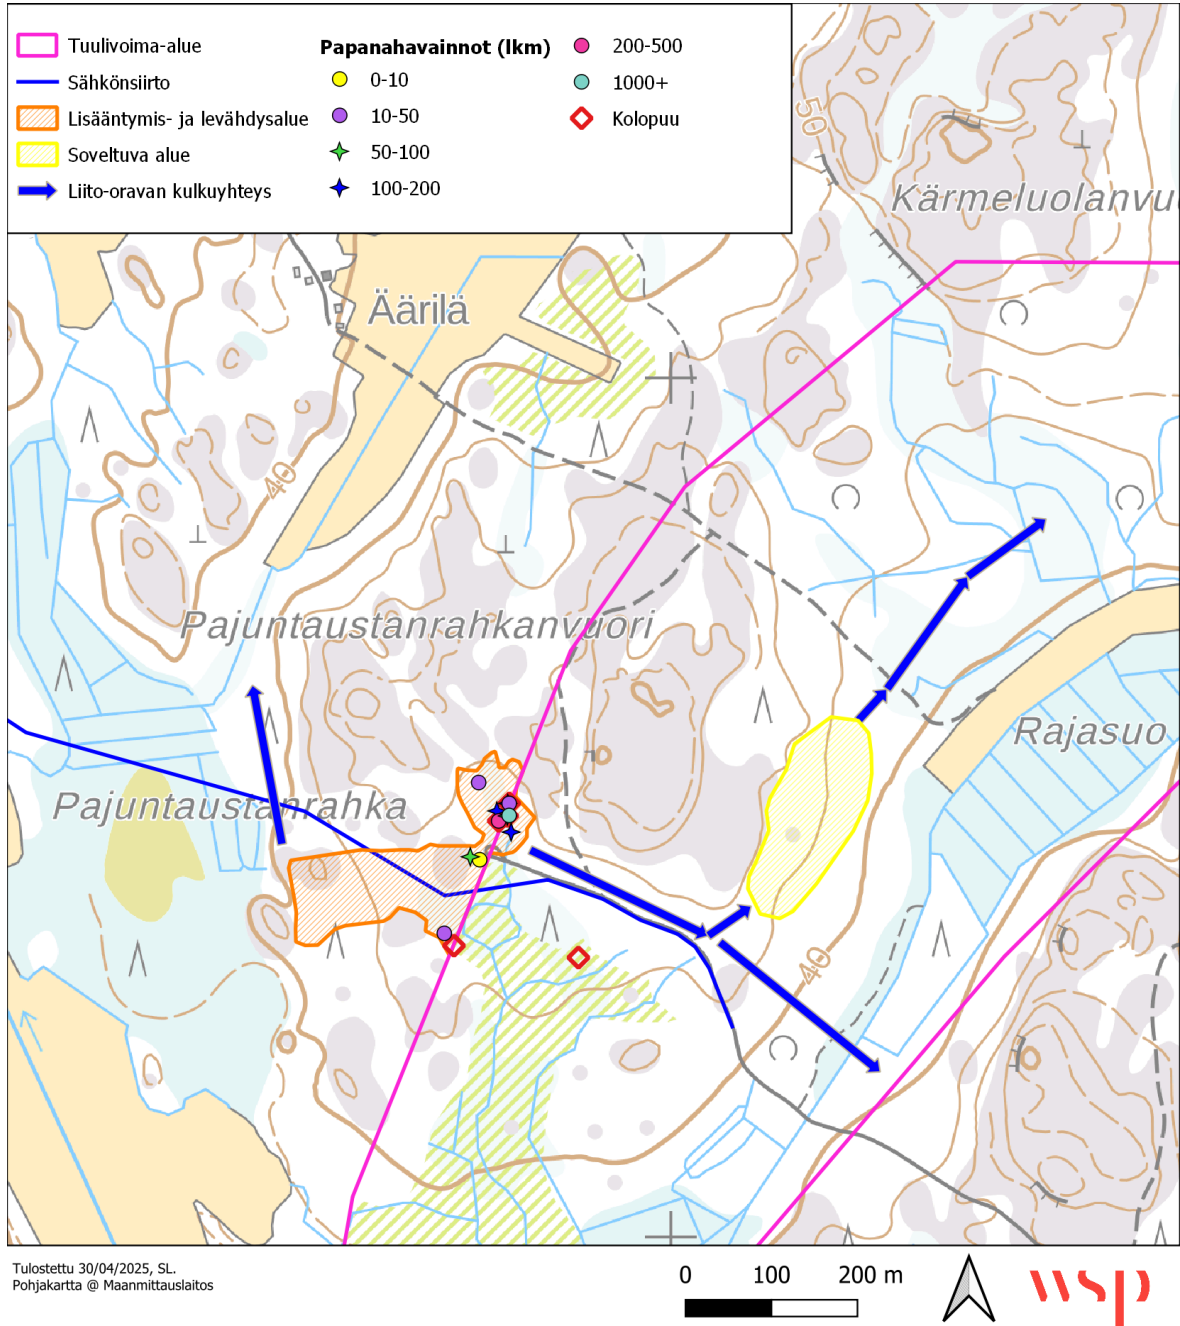 Tuulivoima-alue
Sähkönsiirto
Lisääntymis- ja levähdysalue
Soveltuva alue
Liito-oravan kulkuyhteys
Papanahavainnot (lkm)
0-10
10-50
50-100
100-200
200-500
1000+
Kolopuu
50
Kärmeluolanvuo
Äärilä
40
Pajuntaustanrahkanvuori
Rajasuo
Pajuntaustanrahka
40
Tulostettu 30/04/2025, SL.
Pohjakartta @ Maanmittauslaitos
0 100 200 m
wsp